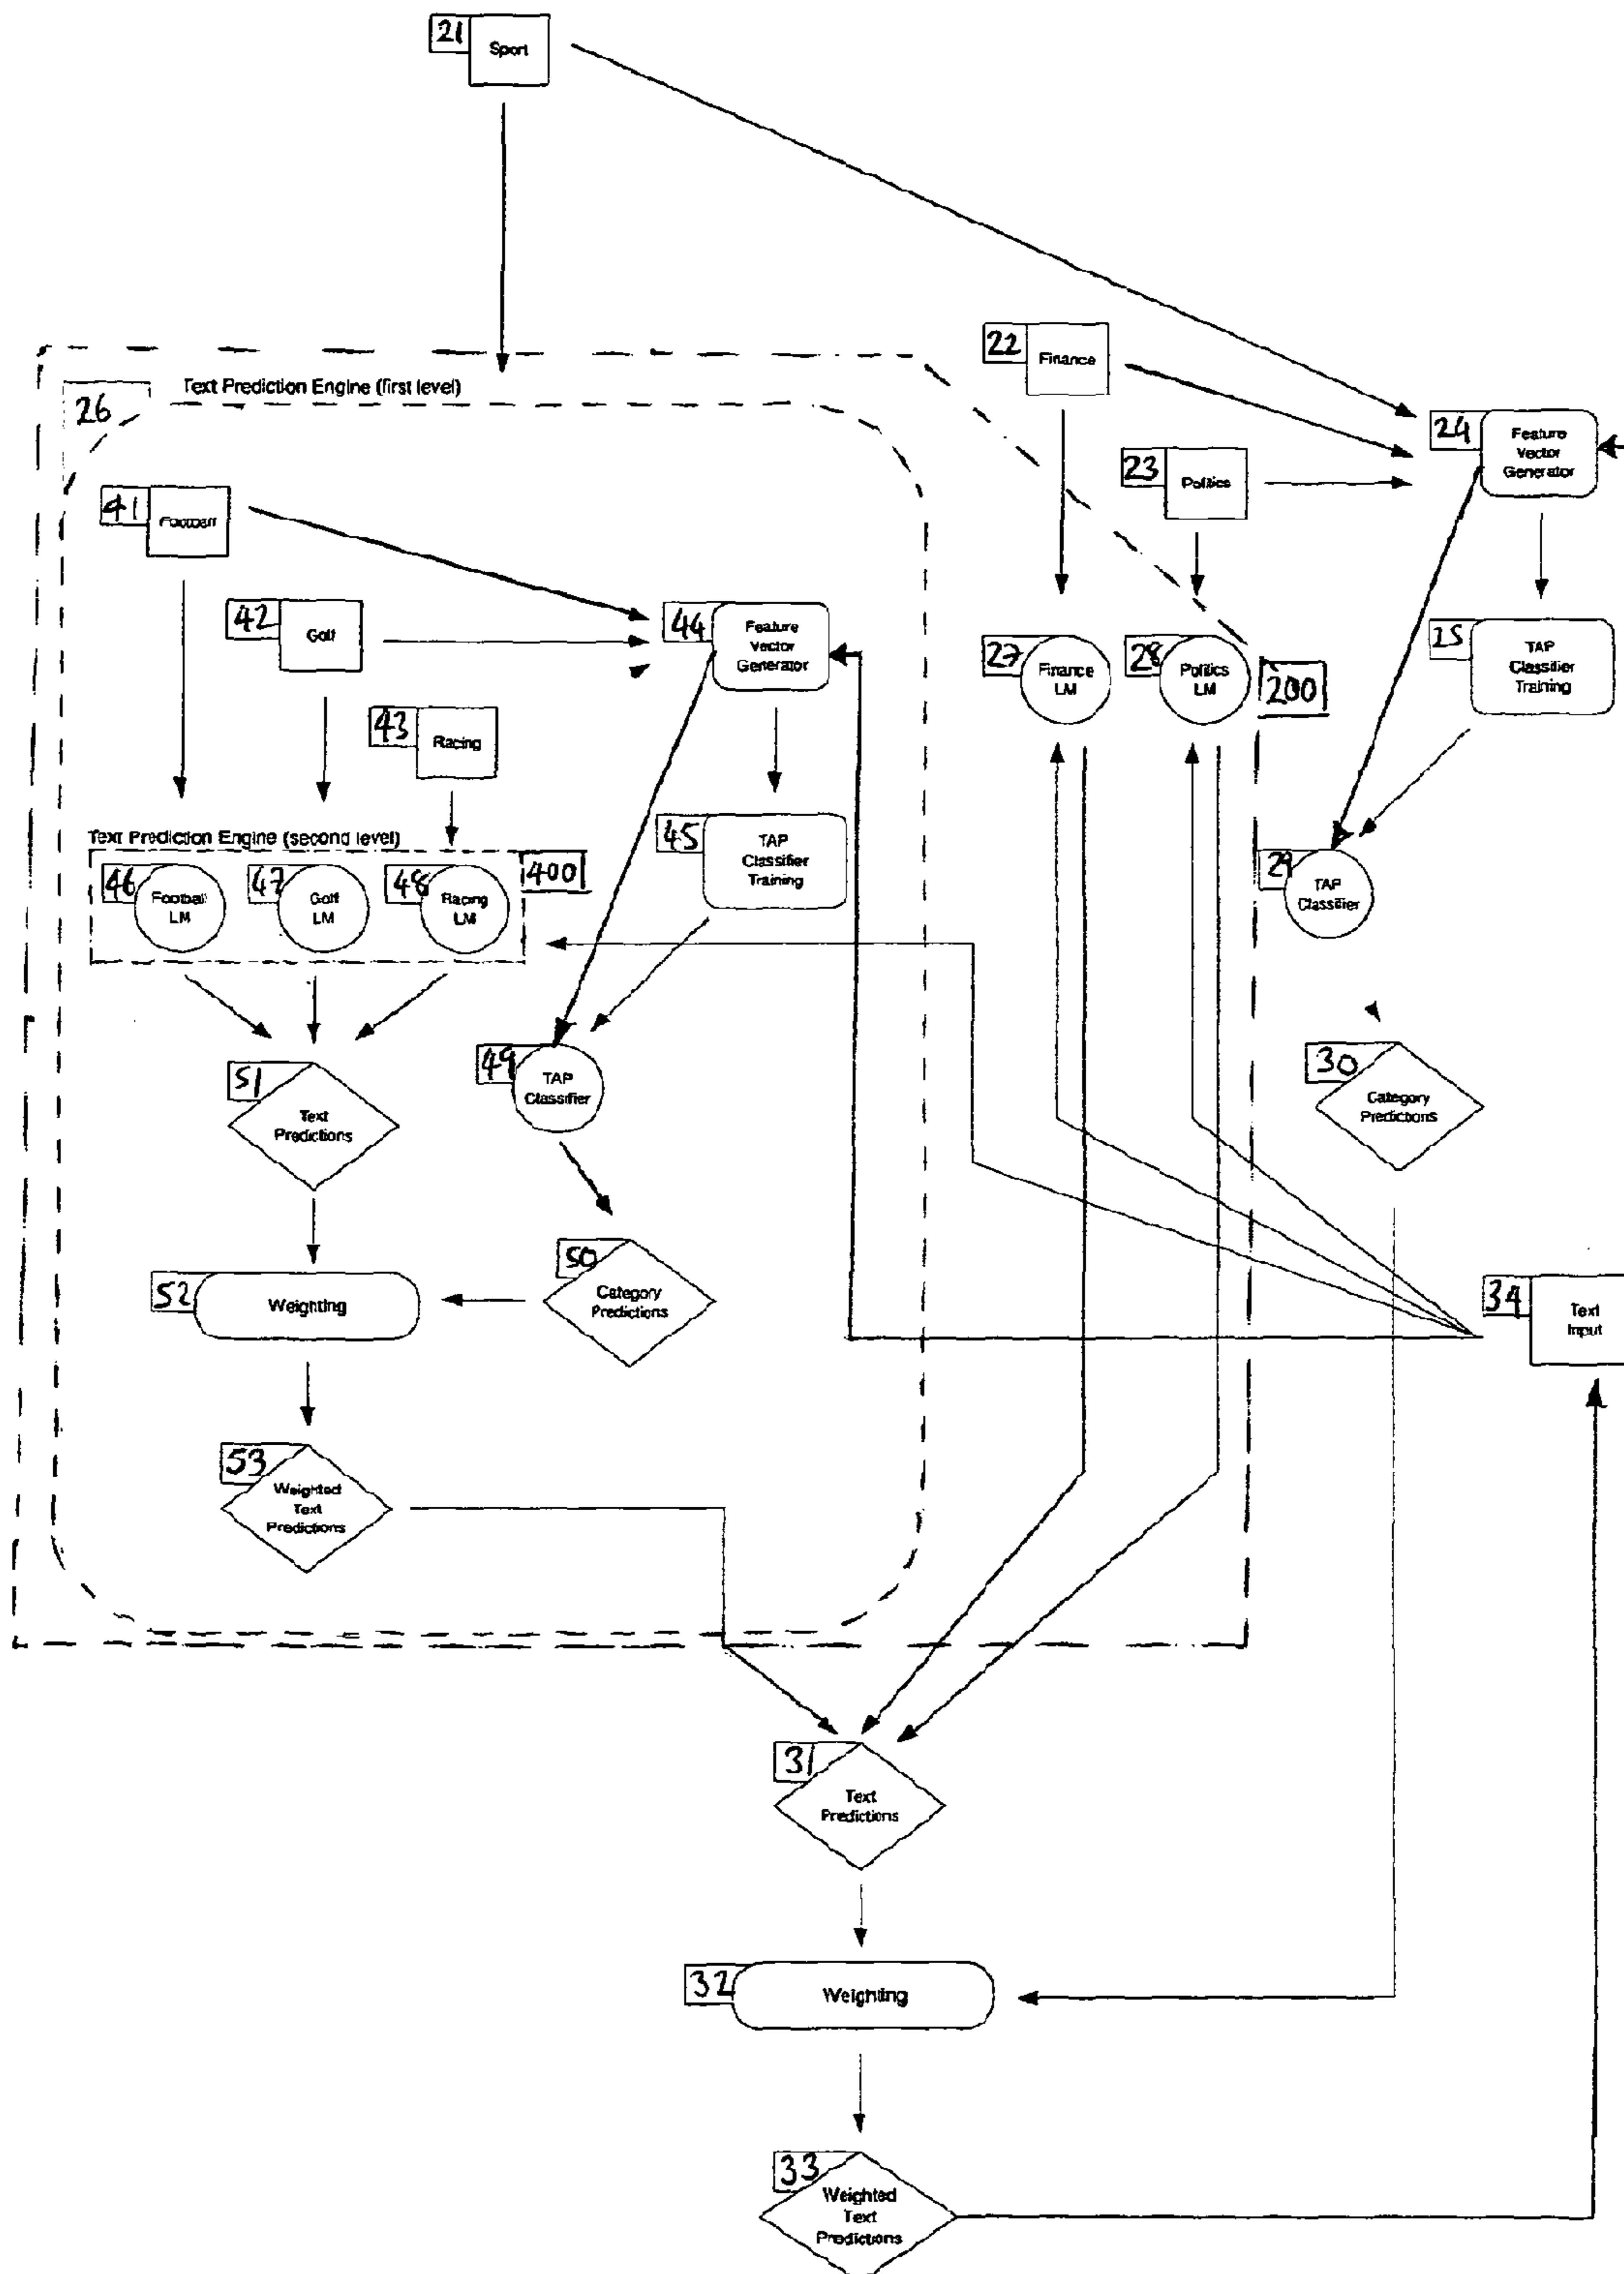 21
Sport
22
Finance
Text Prediction Engine (first level)
26
24
Feature
Vector
Generator
23
Politics
41
Football
42
Golf
44
Feature
Vector
Generator
25
TAP
Classifier
Training
27
Finance
LM
28
Politics
LM
200
43
Racing
45
TAP
Classifier
Training
Text Prediction Engine (second level)
46
Football
LM
47
Golf
LM
48
Racing
LM
400
29
TAP
Classifier
49
TAP
Classifier
30
Category
Predictions
51
Text
Predictions
50
Category
Predictions
52
Weighting
34
Text
Input
53
Weighted
Text
Predictions
31
Text
Predictions
32
Weighting
33
Weighted
Text
Predictions